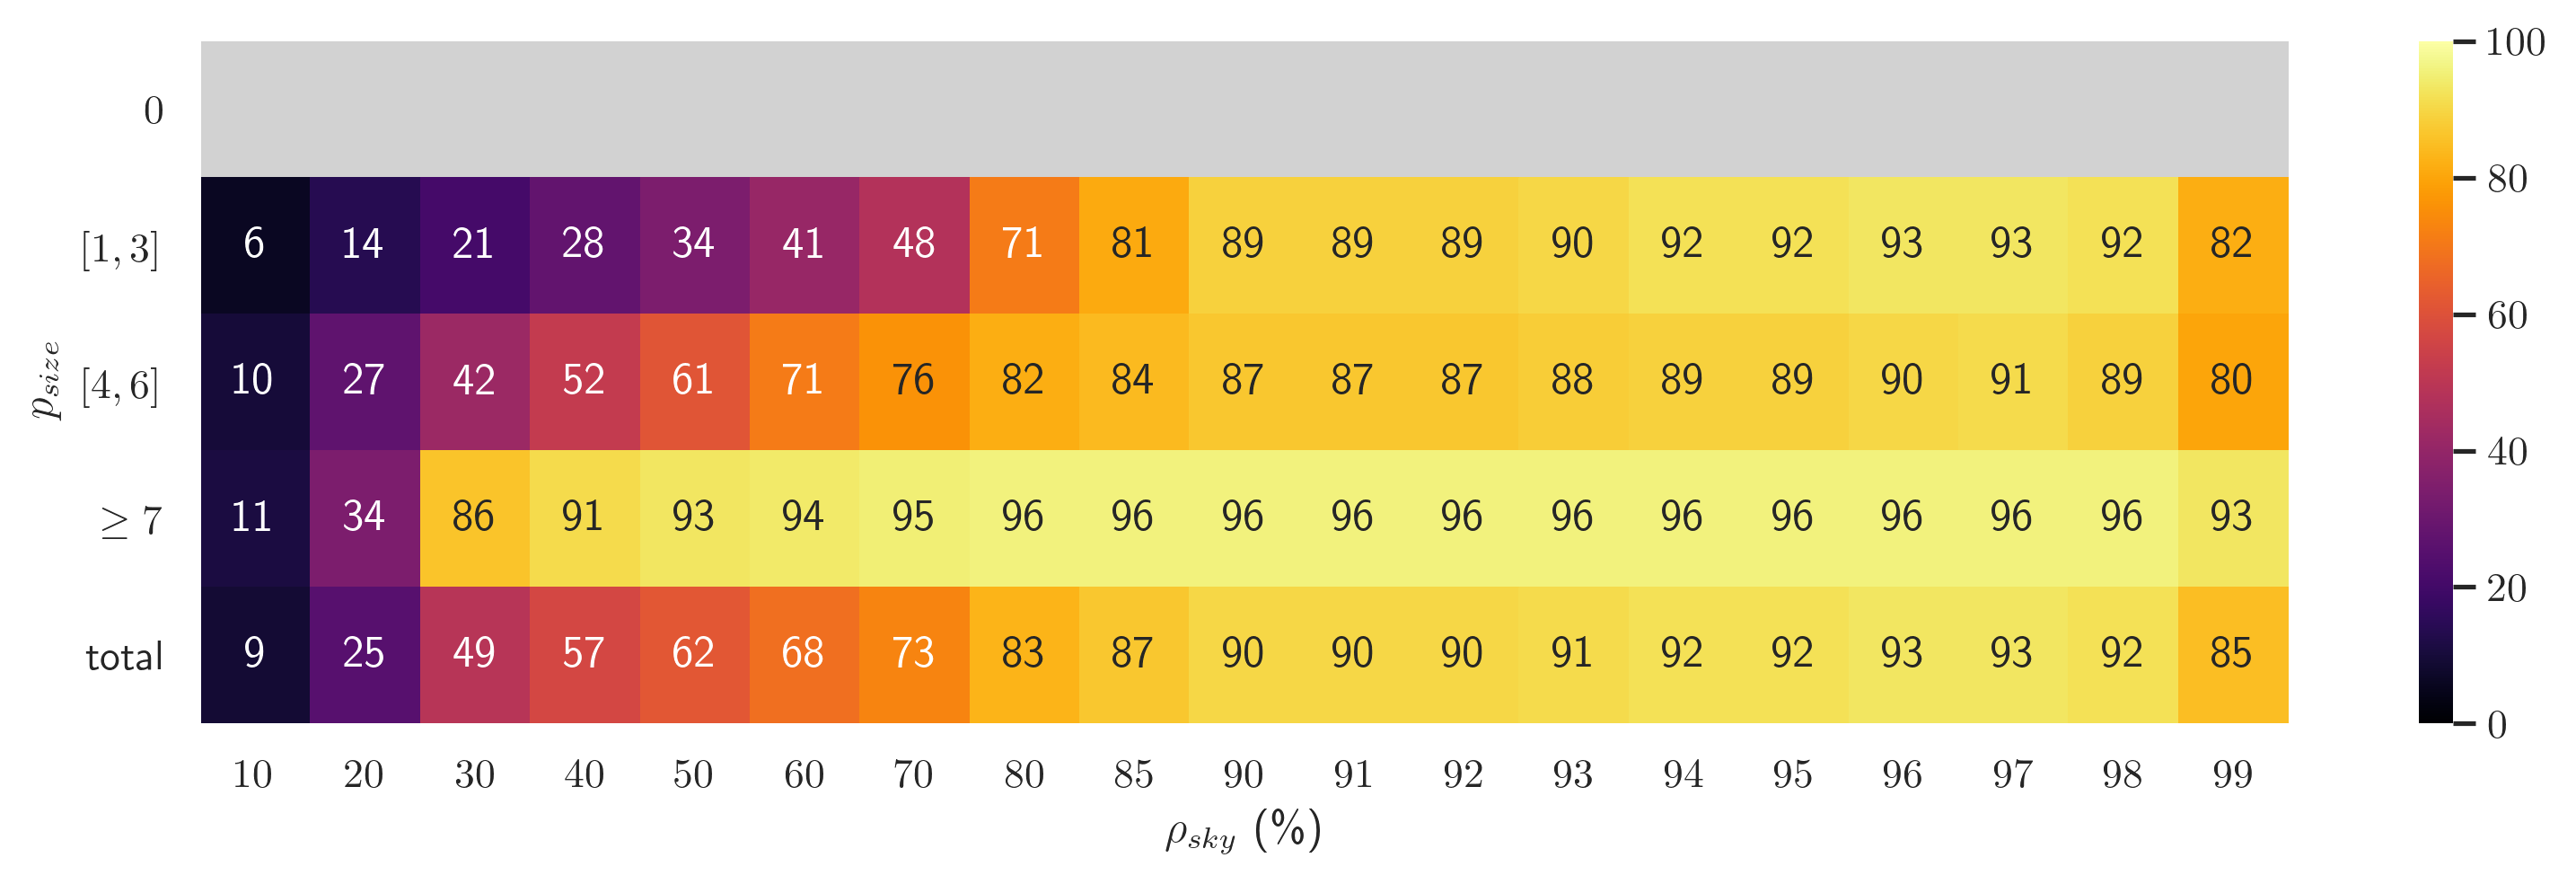 100
0
[1, 3] 6 14 21 28 34 41 48 71 81 89 89 89 90 92 92 93 93 92 82 80
60
p_size [4, 6] 10 27 42 52 61 71 76 82 84 87 87 87 88 89 89 90 91 89 80
40
≥ 7 11 34 86 91 93 94 95 96 96 96 96 96 96 96 96 96 96 96 93
20
total 9 25 49 57 62 68 73 83 87 90 90 90 91 92 92 93 93 92 85
0
10 20 30 40 50 60 70 80 85 90 91 92 93 94 95 96 97 98 99
ρ_sky (%)